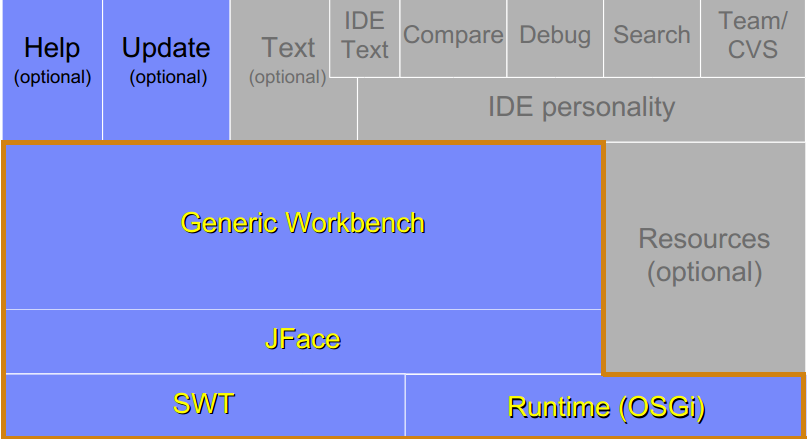 Help
(optional)
Update
(optional)
Text
(optional)
IDE
Text
Compare
Debug
Search
Team/
CVS
IDE personality
Generic Workbench
Resources
(optional)
JFace
SWT
Runtime (OSGi)